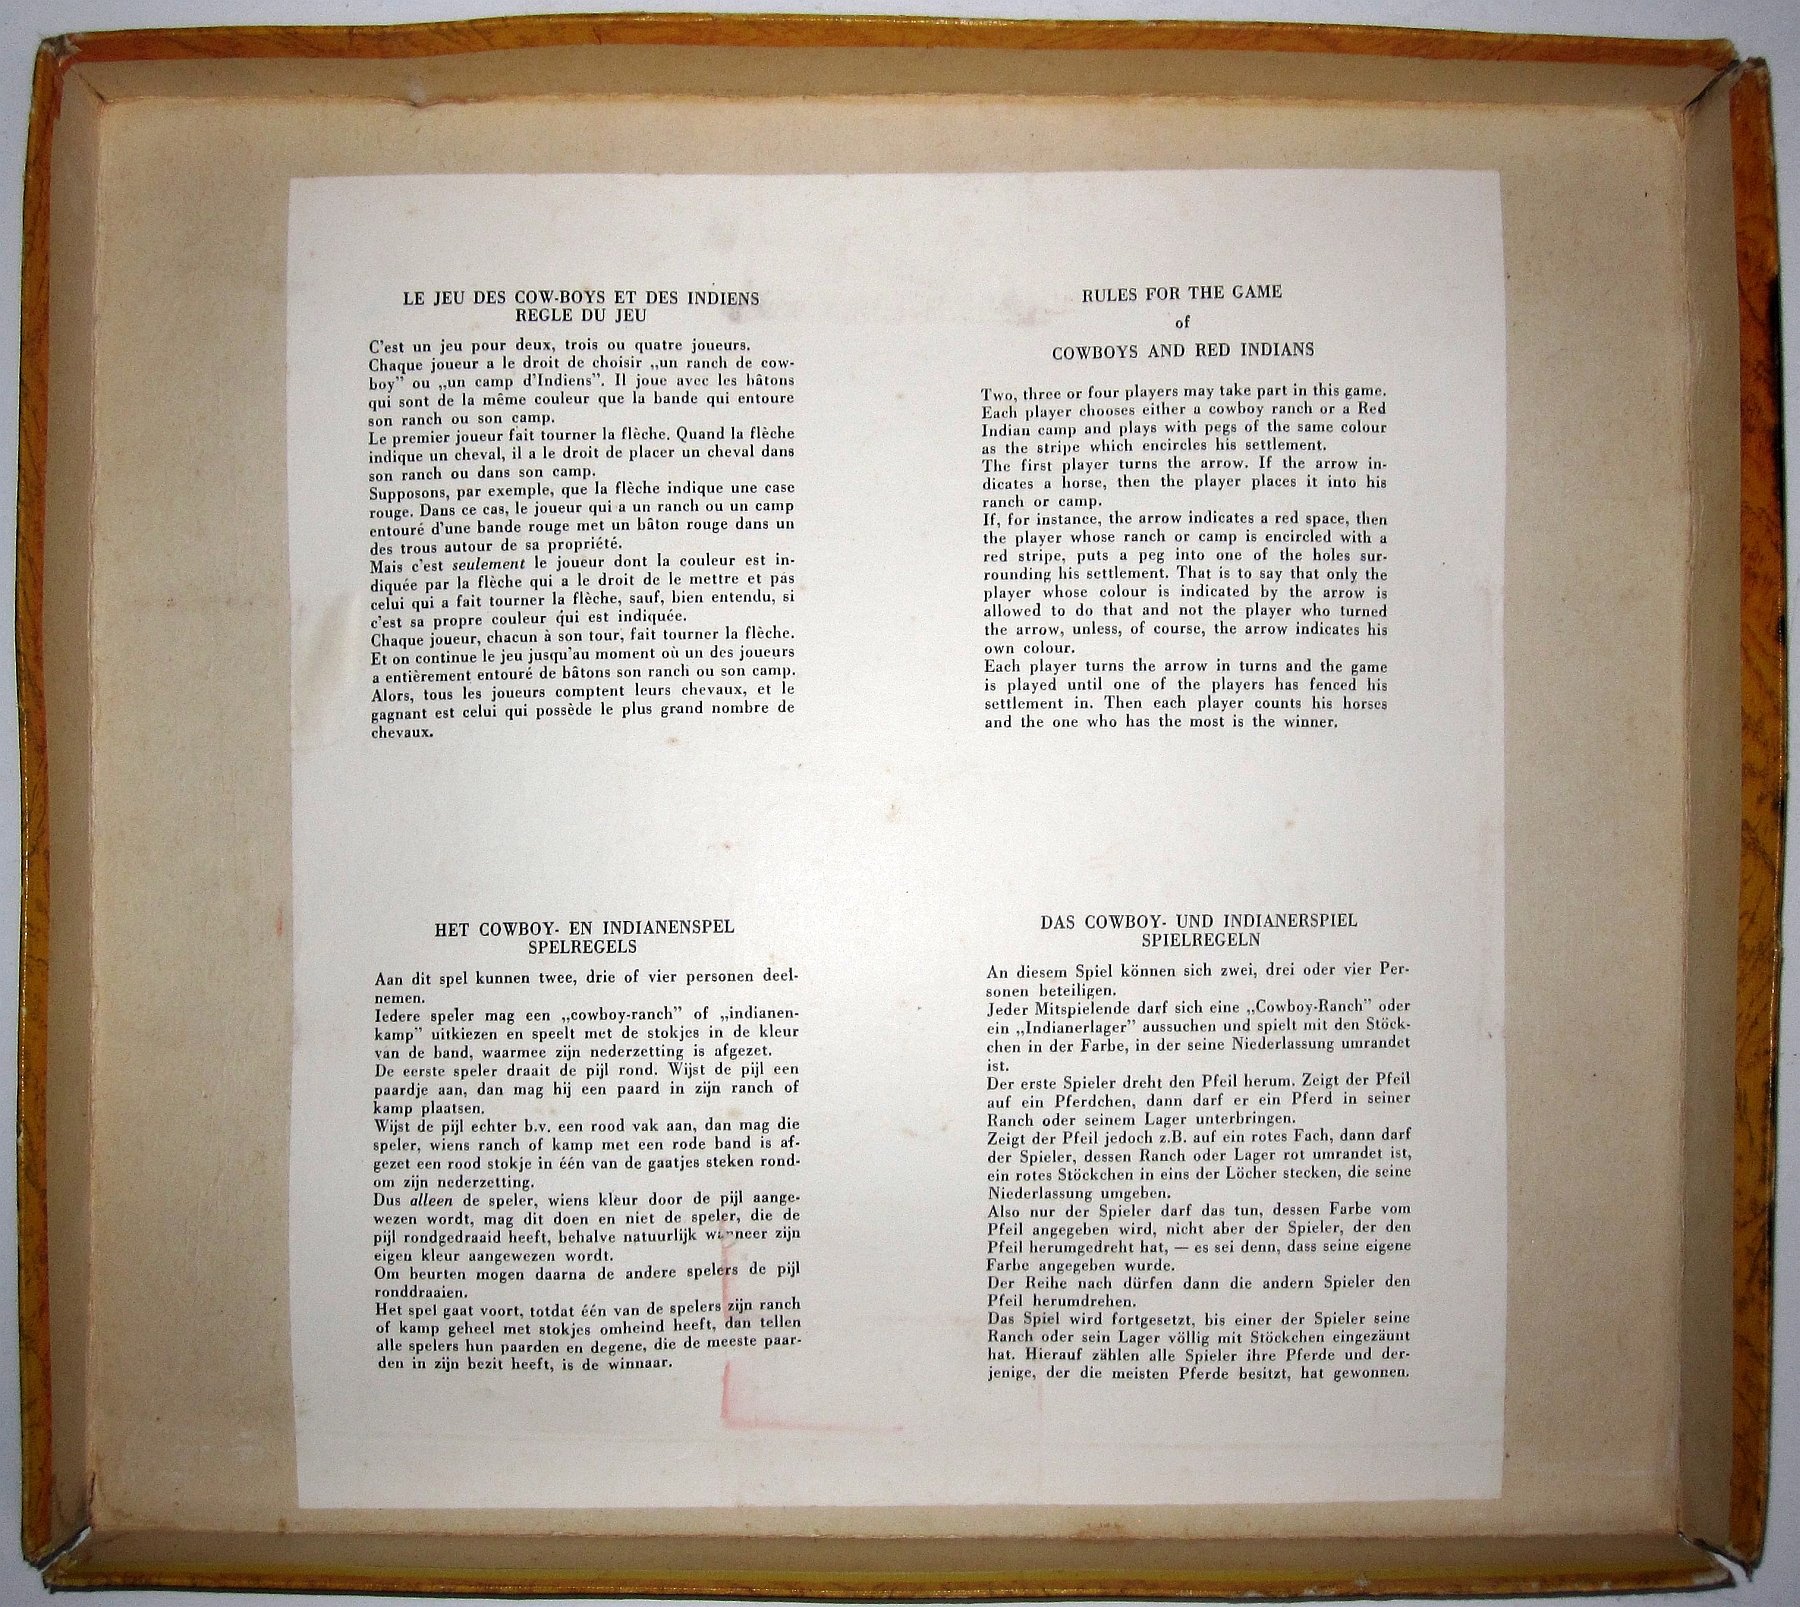 LE JEU DES COW-BOYS ET DES INDIENS
REGLE DU JEU
C'est un jeu pour deux, trois ou quatre joueurs.
Chaque joueur a le droit de choisir „un ranch de cow-
boy” ou „un camp d'Indiens”. Il joue avec les bâtons
qui sont de la même couleur que la bande qui entoure
son ranch ou son camp.
Le premier joueur fait tourner la flèche. Quand la flèche
indique un cheval, il a le droit de placer un cheval dans
son ranch ou dans son camp.
Supposons, par exemple, que la flèche indique une case
rouge. Dans ce cas, le joueur qui a un ranch ou un camp
entouré d'une bande rouge met un bâton rouge dans un
des trous autour de sa propriété.
Mais c'est seulement le joueur dont la couleur est in-
diquée par la flèche qui a le droit de le mettre et pas
celui qui a fait tourner la flèche, sauf, bien entendu, si
c'est sa propre couleur qui est indiquée.
Chaque joueur, chacun à son tour, fait tourner la flèche.
Et on continue le jeu jusqu'au moment où un des joueurs
a entièrement entouré de bâtons son ranch ou son camp.
Alors, tous les joueurs comptent leurs chevaux, et le
gagnant est celui qui possède le plus grand nombre de
chevaux.
RULES FOR THE GAME
of
COWBOYS AND RED INDIANS
Two, three or four players may take part in this game.
Each player chooses either a cowboy ranch or a Red
Indian camp and plays with pegs of the same colour
as the stripe which encircles his settlement.
The first player turns the arrow. If the arrow in-
dicates a horse, then the player places it into his
ranch or camp.
If, for instance, the arrow indicates a red space, then
the player whose ranch or camp is encircled with a
red stripe, puts a peg into one of the holes sur-
rounding his settlement. That is to say that only the
player whose colour is indicated by the arrow is
allowed to do that and not the player who turned
the arrow, unless, of course, the arrow indicates his
own colour.
Each player turns the arrow in turns and the game
is played until one of the players has fenced his
settlement in. Then each player counts his horses
and the one who has the most is the winner.
HET COWBOY- EN INDIANENSPEL
SPELREGELS
Aan dit spel kunnen twee, drie of vier personen deel-
nemen.
Iedere speler mag een „cowboy-ranch” of „indianen-
kamp” uitkiezen en speelt met de stokjes in de kleur
van de band, waarmee zijn nederzetting is afgezet.
De eerste speler draait de pijl rond. Wijst de pijl een
paardje aan, dan mag hij een paard in zijn ranch of
kamp plaatsen.
Wijst de pijl echter b.v. een rood vak aan, dan mag die
speler, wiens ranch of kamp met een rode band is af-
gezet een rood stokje in één van de gaatjes steken rond-
om zijn nederzetting.
Dus alleen de speler, wiens kleur door de pijl aange-
wezen wordt, mag dit doen en niet de speler, die de
pijl rondgedraaid heeft, behalve natuurlijk wanneer zijn
eigen kleur aangewezen wordt.
Om beurten mogen daarna de andere spelers de pijl
ronddraaien.
Het spel gaat voort, totdat één van de spelers zijn ranch
of kamp geheel met stokjes omheind heeft, dan tellen
alle spelers hun paarden en degene, die de meeste paar-
den in zijn bezit heeft, is de winnaar.
DAS COWBOY- UND INDIANERSPIEL
SPIELREGELN
An diesem Spiel können sich zwei, drei oder vier Per-
sonen beteiligen.
Jeder Mitspielende darf sich eine „Cowboy-Ranch” oder
ein „Indianerlager” aussuchen und spielt mit den Stöck-
chen in der Farbe, in der seine Niederlassung umrandet
ist.
Der erste Spieler dreht den Pfeil herum. Zeigt der Pfeil
auf ein Pferdchen, dann darf er ein Pferd in seiner
Ranch oder seinem Lager unterbringen.
Zeigt der Pfeil jedoch z.B. auf ein rotes Fach, dann darf
der Spieler, dessen Ranch oder Lager rot umrandet ist,
ein rotes Stöckchen in eins der Löcher stecken, die seine
Niederlassung umgeben.
Also nur der Spieler darf das tun, dessen Farbe vom
Pfeil angegeben wird, nicht aber der Spieler, der den
Pfeil herumgedreht hat, — es sei denn, dass seine eigene
Farbe angegeben wurde.
Der Reihe nach dürfen dann die andern Spieler den
Pfeil herumdrehen.
Das Spiel wird fortgesetzt, bis einer der Spieler seine
Ranch oder sein Lager völlig mit Stöckchen eingezäunt
hat. Hierauf zählen alle Spieler ihre Pferde und der-
jenige, der die meisten Pferde besitzt, hat gewonnen.